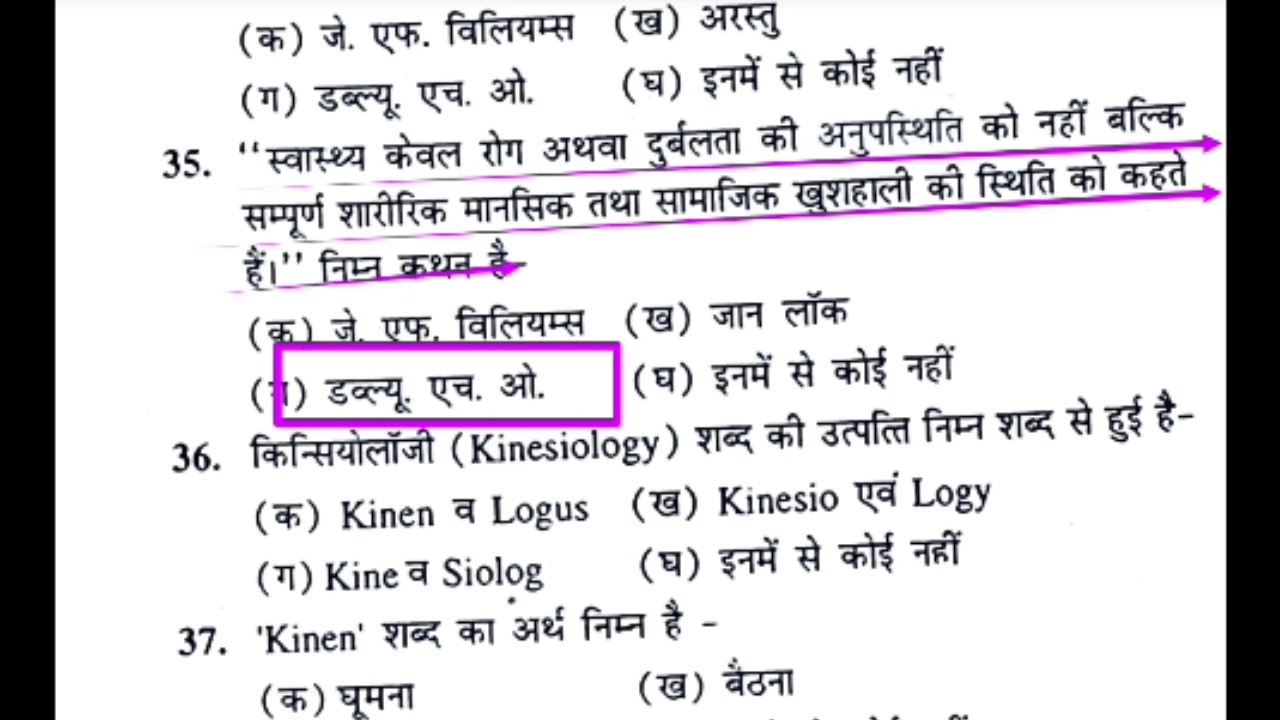 (क) जे. एफ. विलियम्स (ख) अरस्तु
(ग) डब्ल्यू. एच. ओ. (घ) इनमें से कोई नहीं
35. "स्वास्थ्य केवल रोग अथवा दुर्बलता की अनुपस्थिति को नहीं बल्कि
सम्पूर्ण शारीरिक मानसिक तथा सामाजिक खुशहाली की स्थिति को कहते
हैं।" निम्न कथन है-
(क) जे. एफ. विलियम्स (ख) जान लॉक
(ग) डब्ल्यू. एच. ओ. (घ) इनमें से कोई नहीं
36. किन्सियोलॉजी (Kinesiology) शब्द की उत्पत्ति निम्न शब्द से हुई है-
(क) Kinen व Logus (ख) Kinesio एवं Logy
(ग) Kine व Siolog (घ) इनमें से कोई नहीं
37. 'Kinen' शब्द का अर्थ निम्न है -
(क) घूमना (ख) बैठना